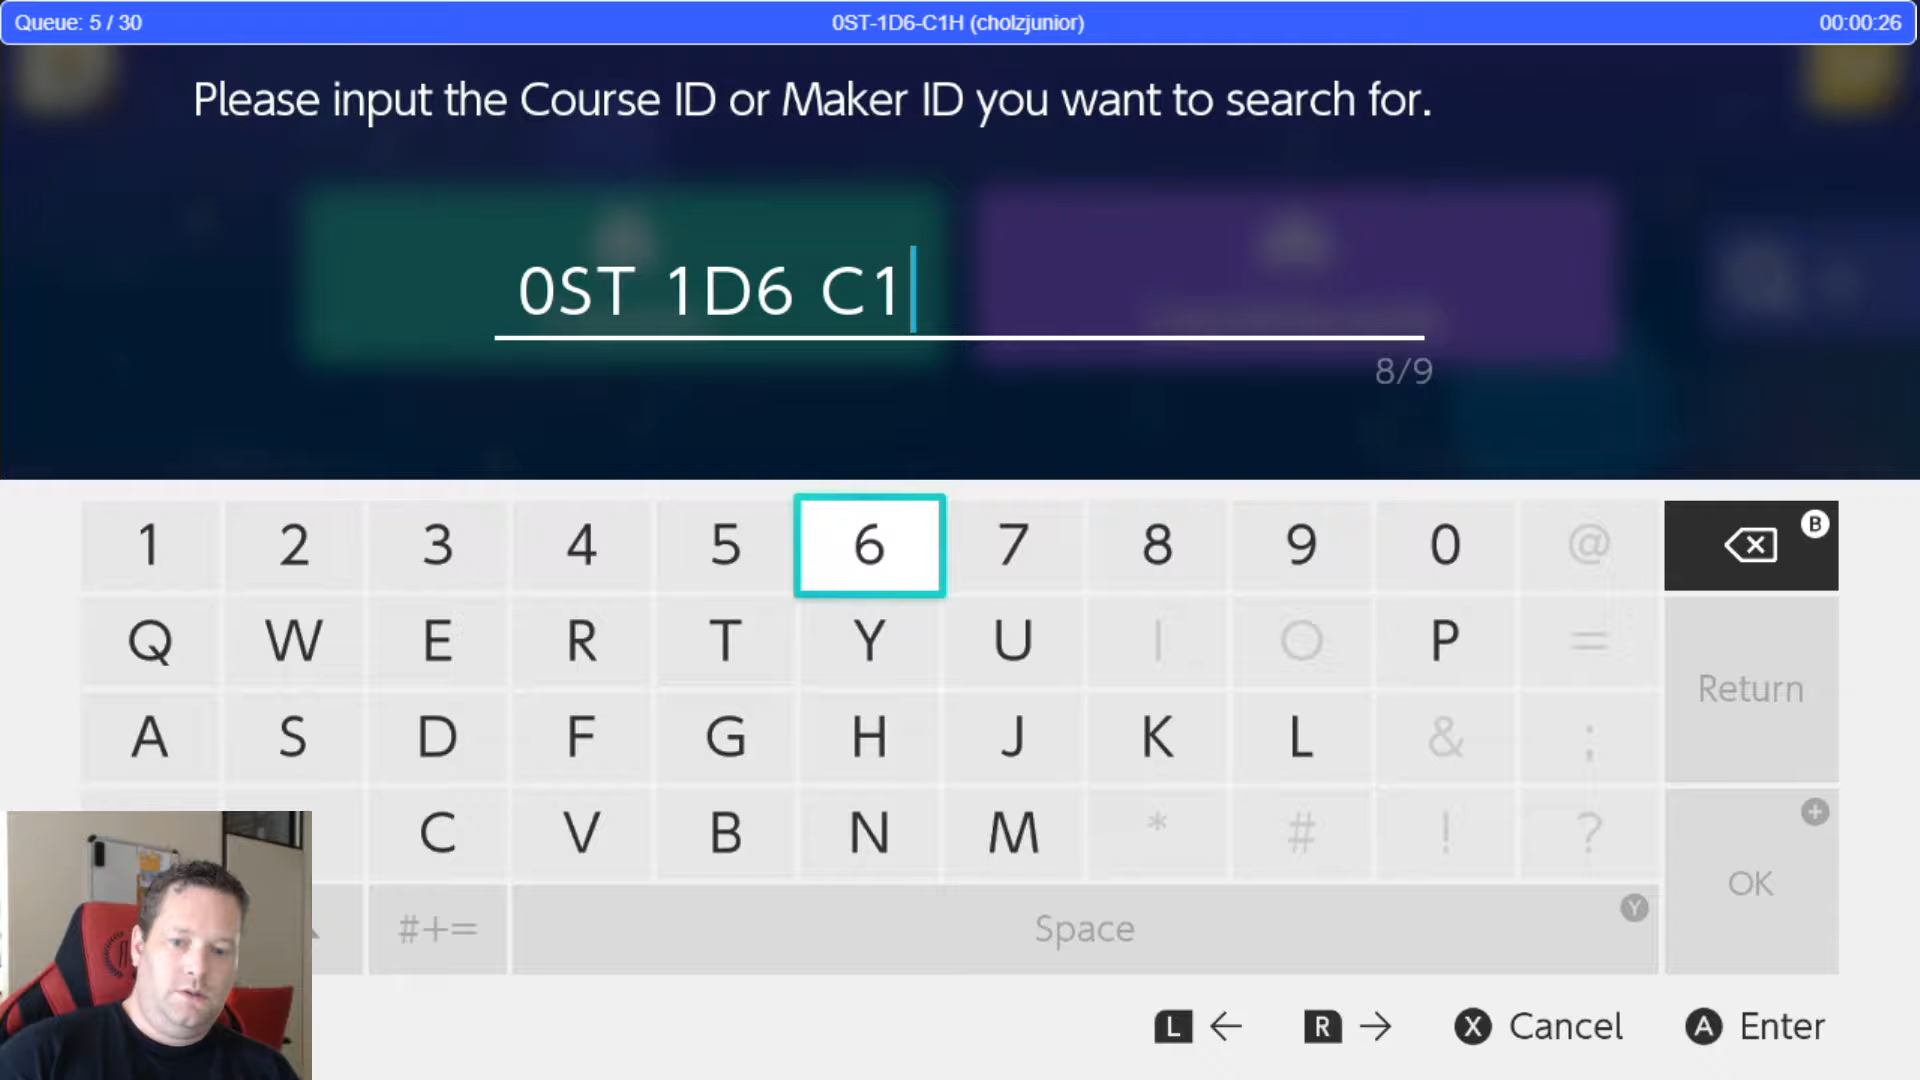 Queue: 5 / 30 0ST-1D6-C1H (cholzjunior) 00:00:26
Please input the Course ID or Maker ID you want to search for.
0ST 1D6 C1
8/9
1 2 3 4 5 6 7 8 9 0 @ B
Q W E R T Y U I O P =
Return
A S D F G H J K L & ;
C V B N M * # ! ? +
OK
#+= Space Y
L ← R → X Cancel A Enter